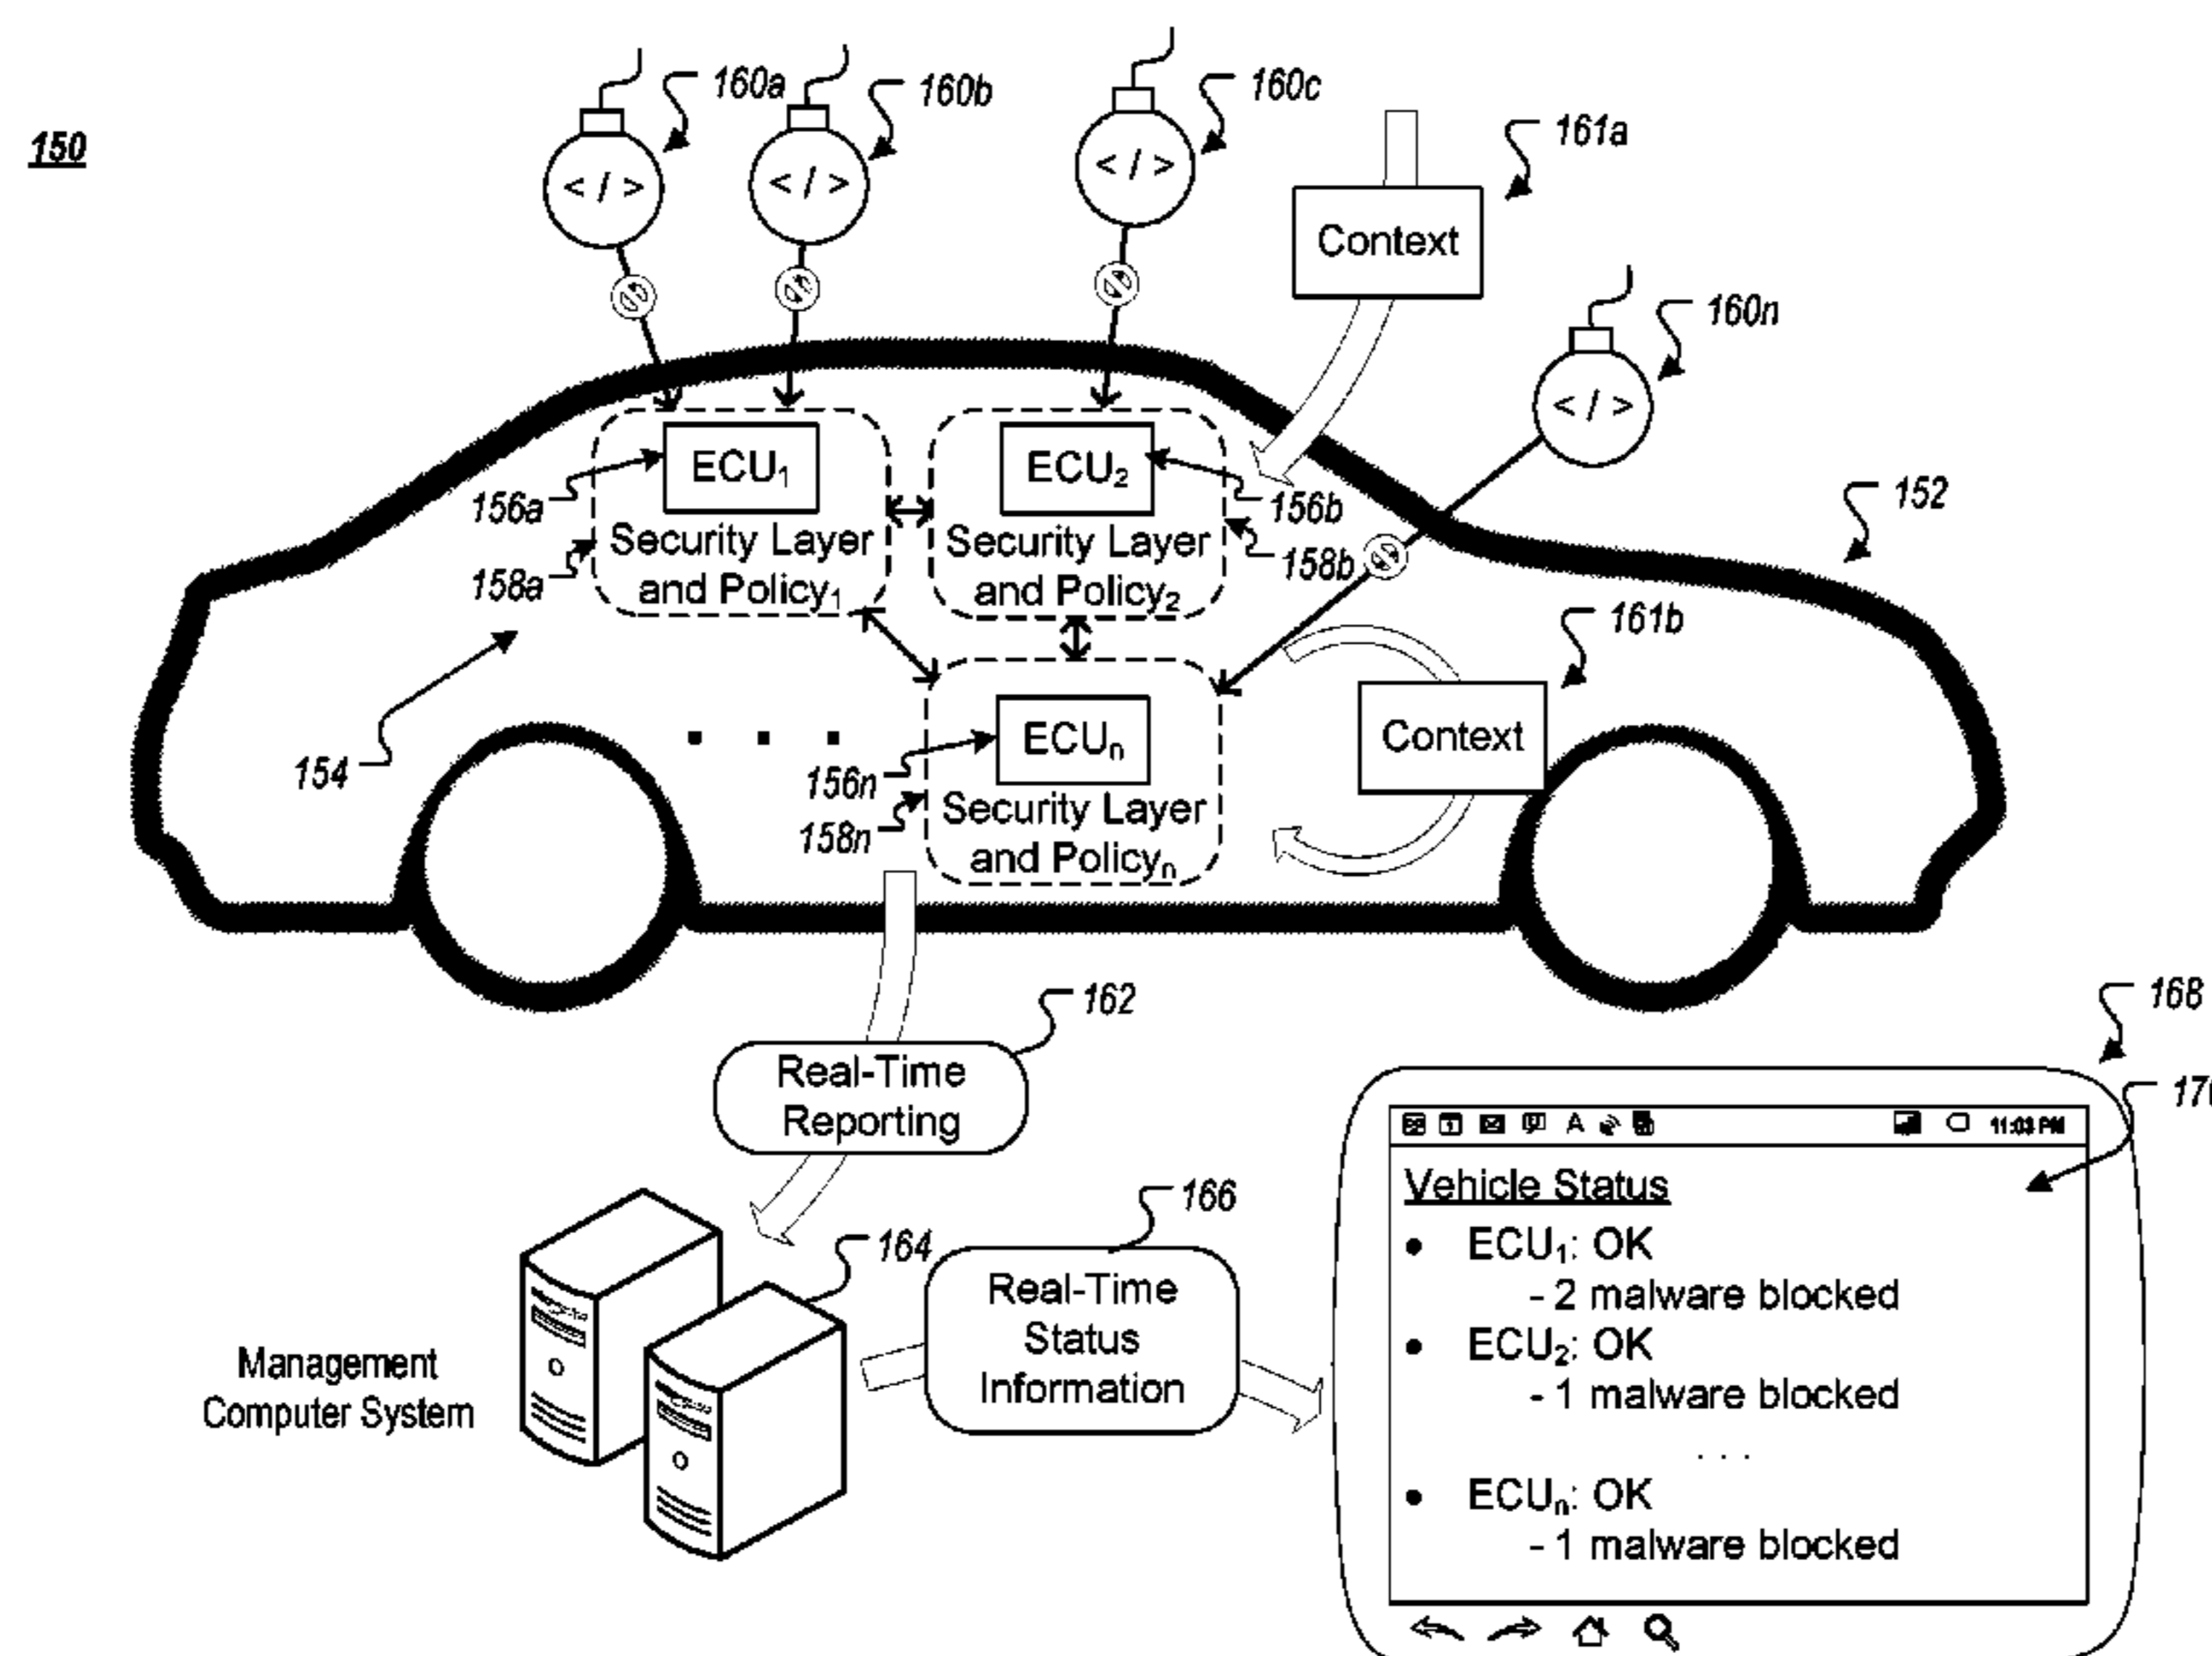 150
160a
160b
160c
161a
</>
</>
</>
Context
160n
</>
ECU₁
ECU₂
156a
156b
152
Security Layer
and Policy₁
Security Layer
and Policy₂
158a
158b
161b
154
. . .
ECUₙ
Context
156n
Security Layer
and Policyₙ
158n
162
168
Real-Time
Reporting
11:03 PM
166
Vehicle Status
164
Real-Time
Status
Information
• ECU₁: OK
- 2 malware blocked
• ECU₂: OK
- 1 malware blocked
. . .
• ECUₙ: OK
- 1 malware blocked
Management
Computer System